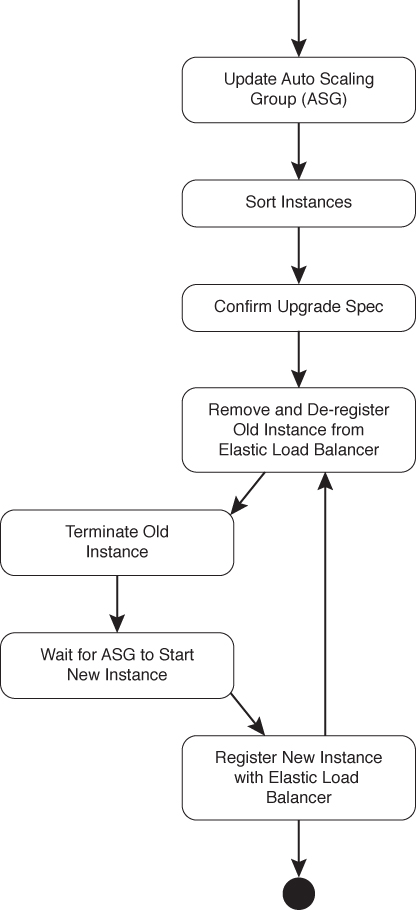 Update Auto Scaling
Group (ASG)
Sort Instances
Confirm Upgrade Spec
Remove and De-register
Old Instance from
Elastic Load Balancer
Terminate Old
Instance
Wait for ASG to Start
New Instance
Register New Instance
with Elastic Load
Balancer